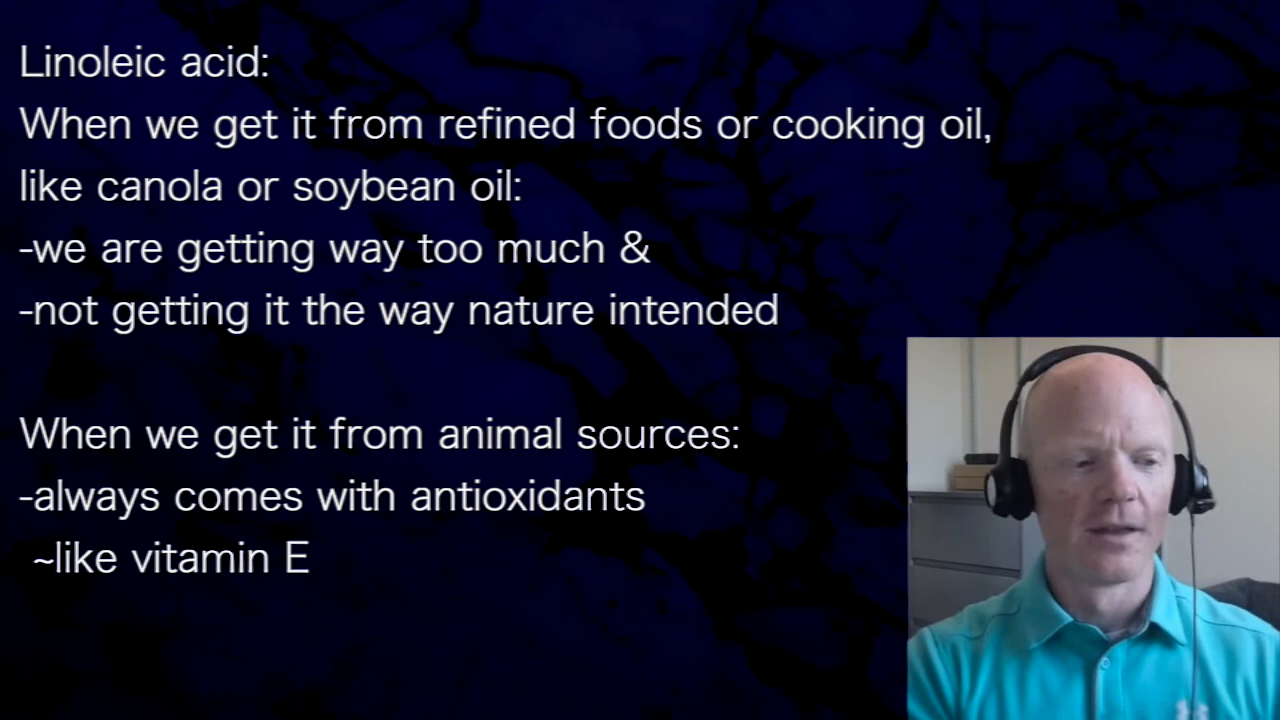 Linoleic acid:
When we get it from refined foods or cooking oil,
like canola or soybean oil:
-we are getting way too much &
-not getting it the way nature intended
When we get it from animal sources:
-always comes with antioxidants
~like vitamin E